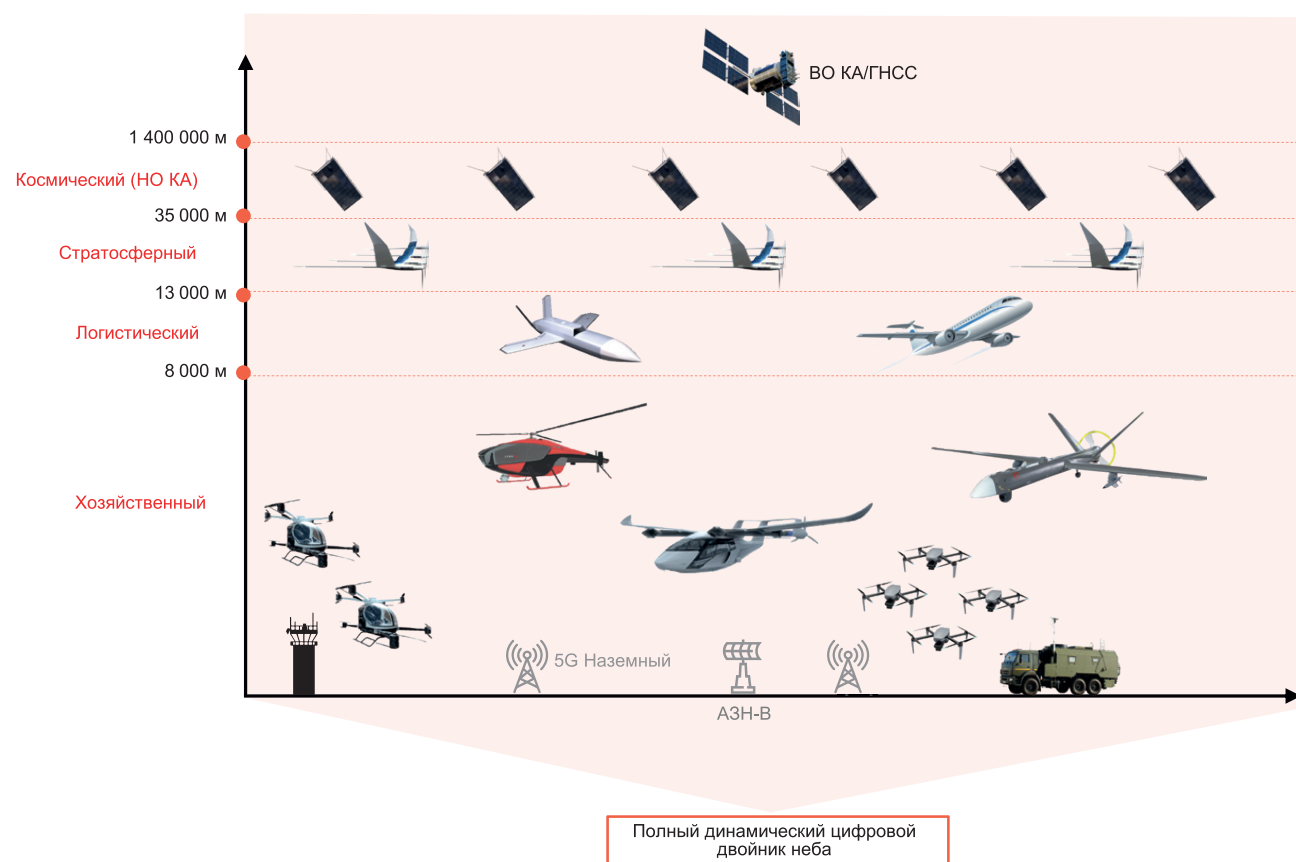 ВО КА/ГНСС
1 400 000 м
Космический (НО КА)
35 000 м
Стратосферный
13 000 м
Логистический
8 000 м
Хозяйственный
5G Наземный
АЗН-В
Полный динамический цифровой
двойник неба